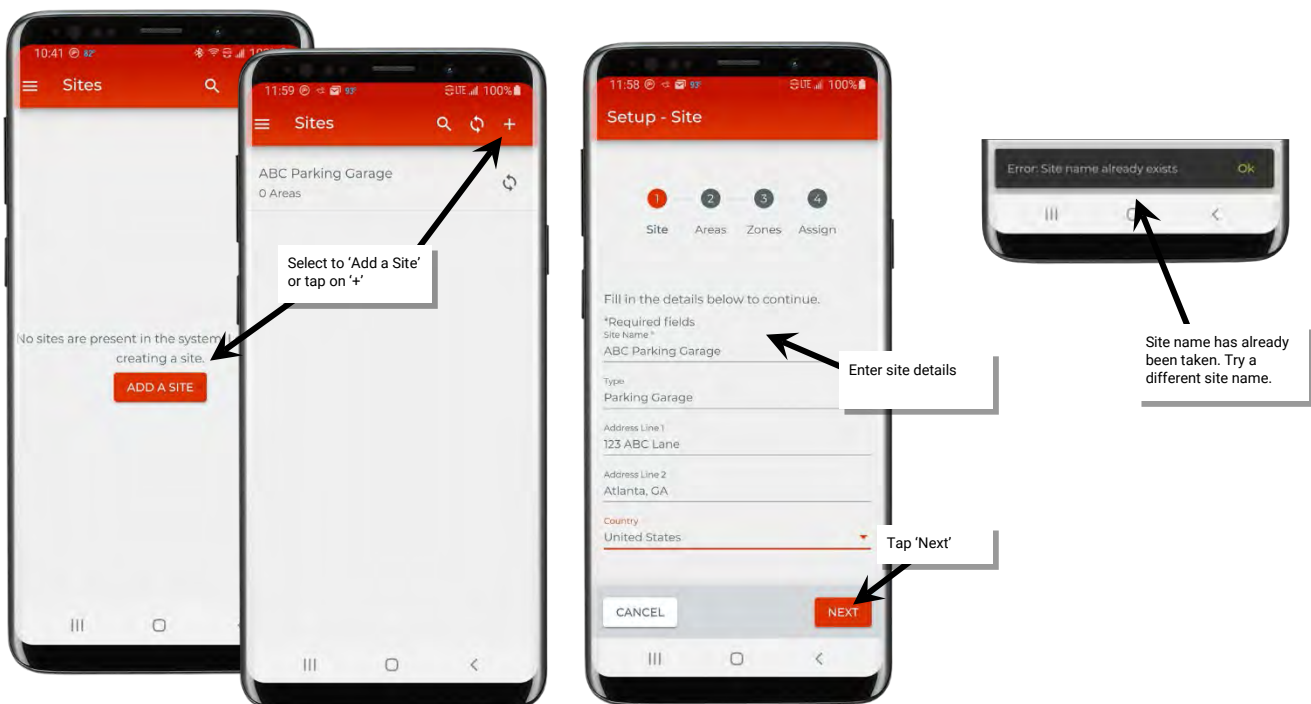 10:41 82°
Sites
No sites are present in the system
creating a site.
ADD A SITE
11:59 93° LTE 100%
Sites
+
ABC Parking Garage
0 Areas
Select to ‘Add a Site’
or tap on ‘+’
11:58 93° LTE 100%
Setup - Site
1 2 3 4
Site Areas Zones Assign
Fill in the details below to continue.
*Required fields
Site Name *
ABC Parking Garage
Type
Parking Garage
Address Line 1
123 ABC Lane
Address Line 2
Atlanta, GA
Country
United States
CANCEL
NEXT
Enter site details
Tap ‘Next’
Error: Site name already exists Ok
Site name has already
been taken. Try a
different site name.